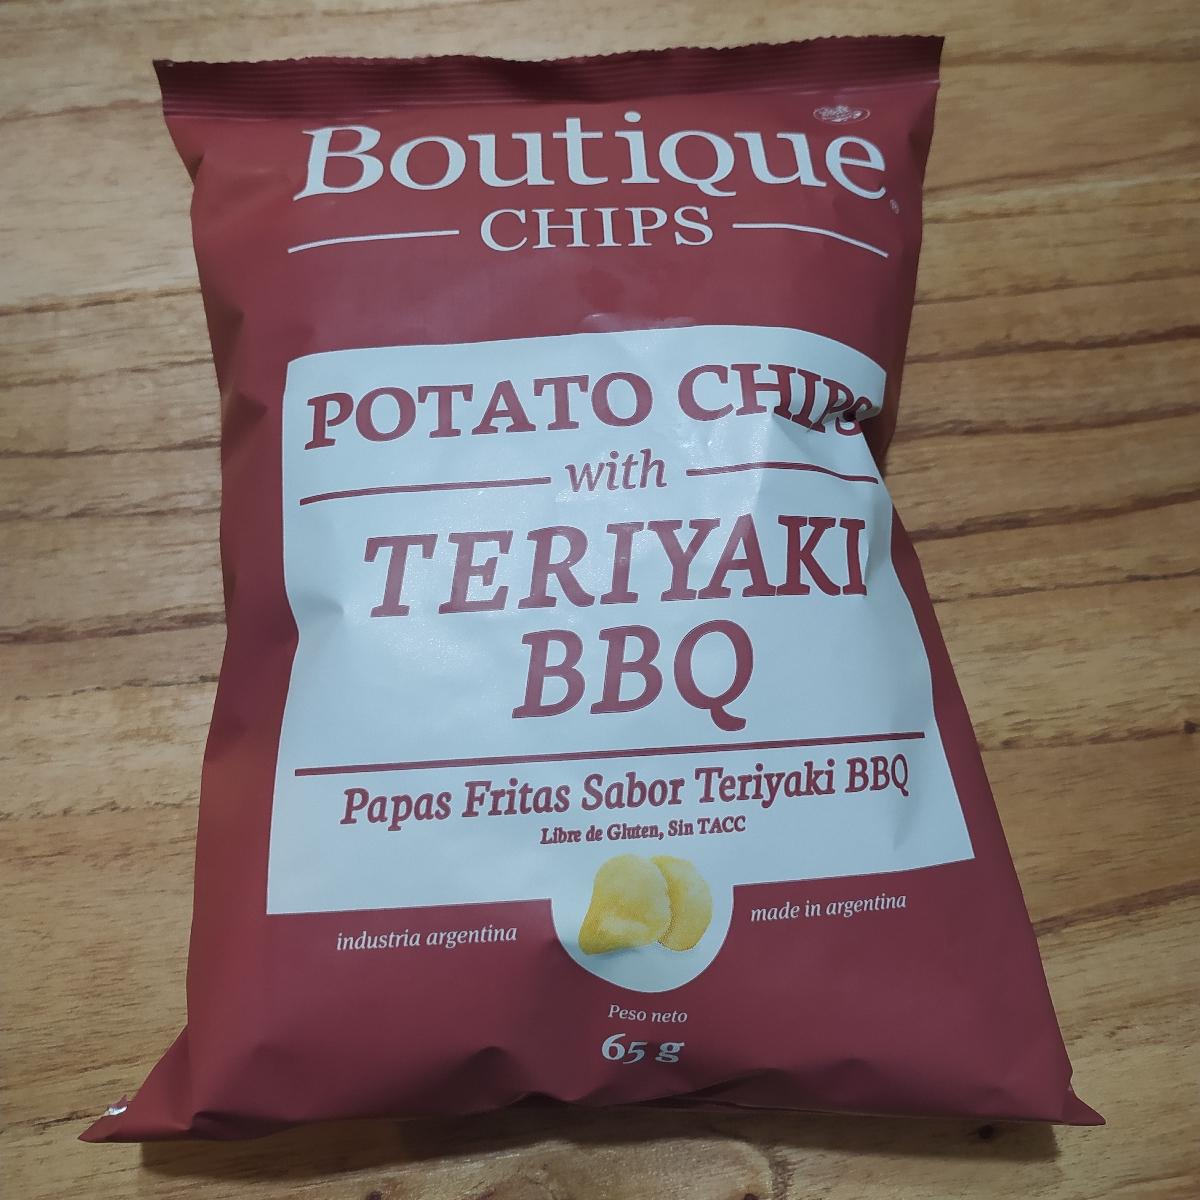 Boutique
CHIPS
POTATO CHIPS
with
TERIYAKI
BBQ
Papas Fritas Sabor Teriyaki BBQ
Libre de Gluten, Sin TACC
industria argentina
made in argentina
Peso neto
65 g